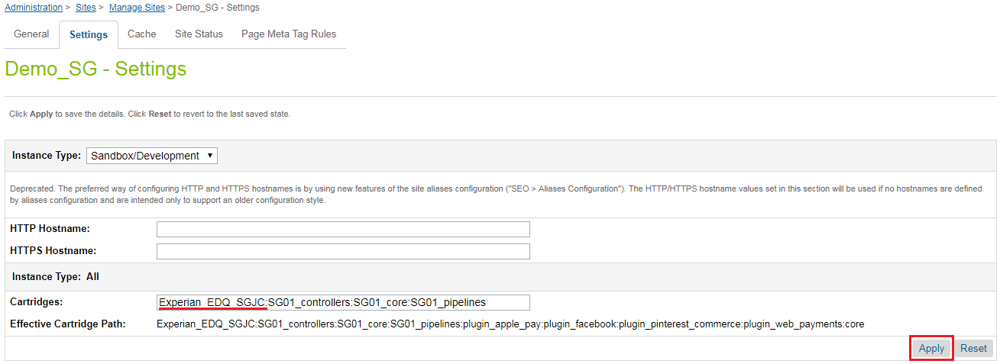 Administration > Sites > Manage Sites > Demo_SG - Settings
General Settings Cache Site Status Page Meta Tag Rules
Demo_SG - Settings
Click Apply to save the details. Click Reset to revert to the last saved state.
Instance Type: Sandbox/Development
Deprecated. The preferred way of configuring HTTP and HTTPS hostnames is by using new features of the site aliases configuration ("SEO > Aliases Configuration"). The HTTP/HTTPS hostname values set in this section will be used if no hostnames are defined
by aliases configuration and are intended only to support an older configuration style.
HTTP Hostname:
HTTPS Hostname:
Instance Type: All
Cartridges: Experian_EDQ_SGJC:SG01_controllers:SG01_core:SG01_pipelines
Effective Cartridge Path: Experian_EDQ_SGJC:SG01_controllers:SG01_core:SG01_pipelines:plugin_apple_pay:plugin_facebook:plugin_pinterest_commerce:plugin_web_payments:core
Apply Reset